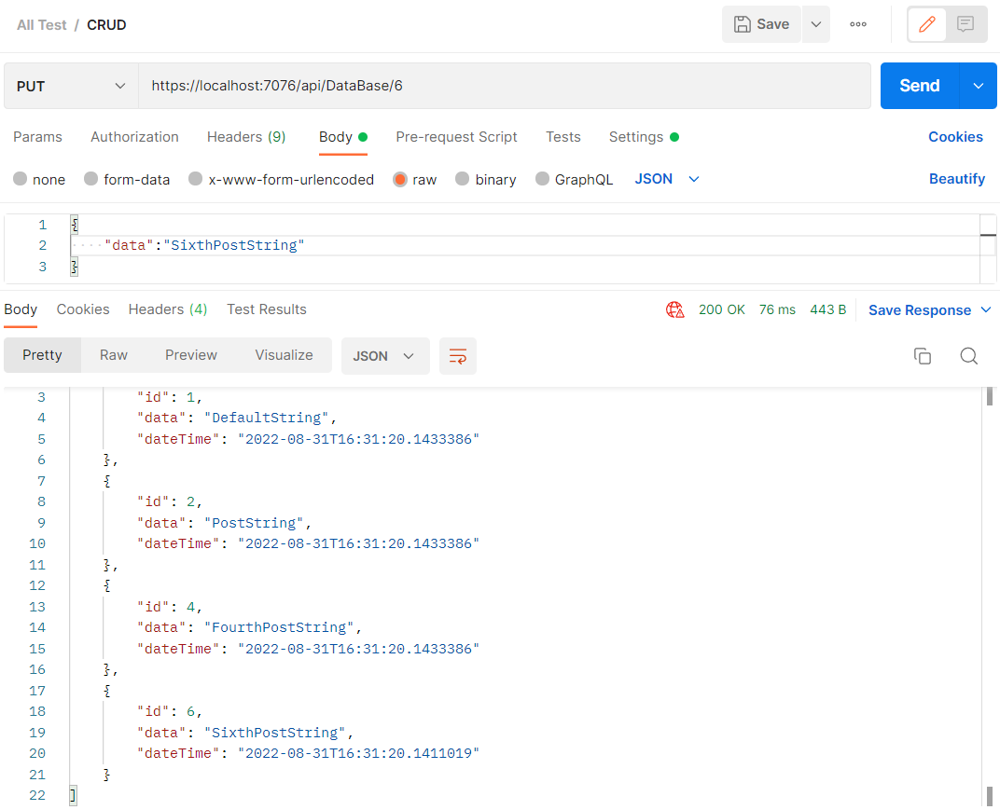 All Test / CRUD Save ooo
PUT https://localhost:7076/api/DataBase/6 Send
Params Authorization Headers (9) Body Pre-request Script Tests Settings Cookies
none form-data x-www-form-urlencoded raw binary GraphQL JSON Beautify
1 {
2 ····"data":"SixthPostString"
3 }
Body Cookies Headers (4) Test Results 200 OK 76 ms 443 B Save Response
Pretty Raw Preview Visualize JSON
3 "id": 1,
4 "data": "DefaultString",
5 "dateTime": "2022-08-31T16:31:20.1433386"
6 },
7 {
8 "id": 2,
9 "data": "PostString",
10 "dateTime": "2022-08-31T16:31:20.1433386"
11 },
12 {
13 "id": 4,
14 "data": "FourthPostString",
15 "dateTime": "2022-08-31T16:31:20.1433386"
16 },
17 {
18 "id": 6,
19 "data": "SixthPostString",
20 "dateTime": "2022-08-31T16:31:20.1411019"
21 }
22 ]